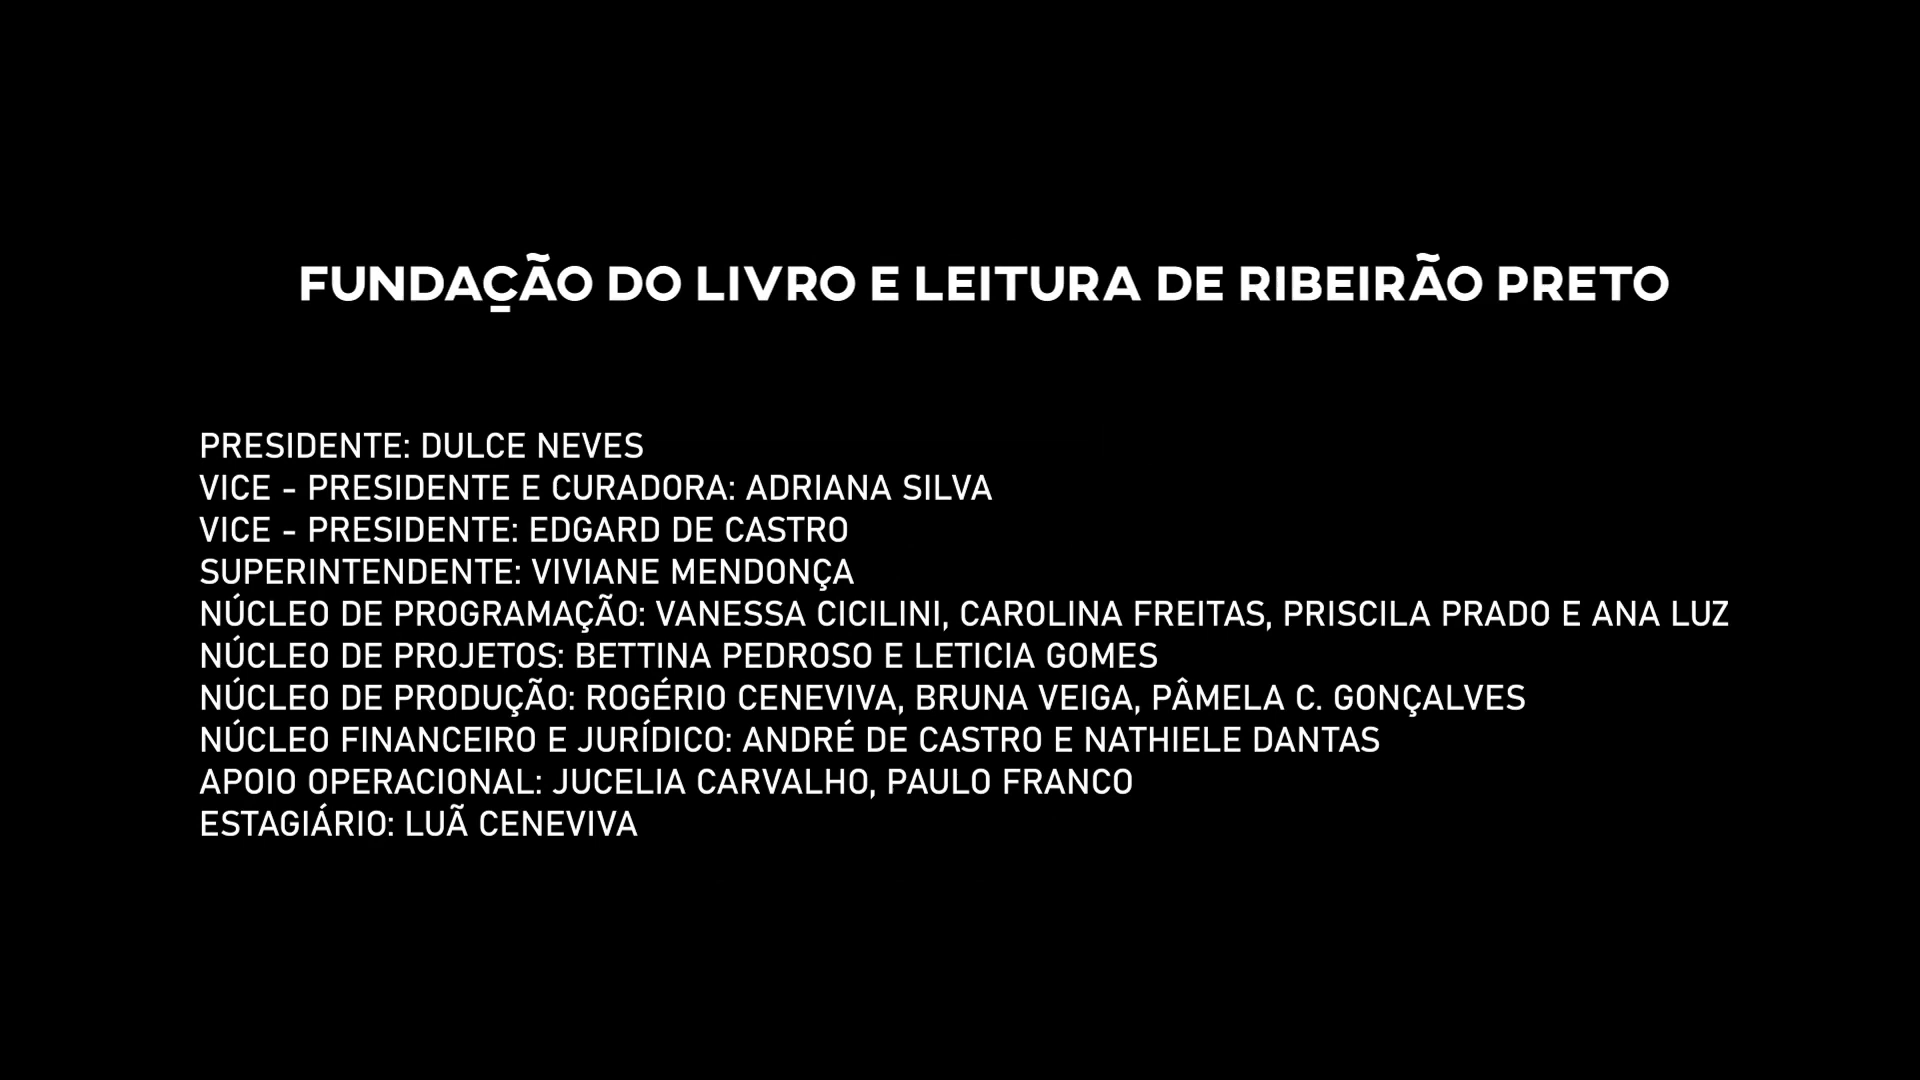 FUNDAÇÃO DO LIVRO E LEITURA DE RIBEIRÃO PRETO
PRESIDENTE: DULCE NEVES
VICE - PRESIDENTE E CURADORA: ADRIANA SILVA
VICE - PRESIDENTE: EDGARD DE CASTRO
SUPERINTENDENTE: VIVIANE MENDONÇA
NÚCLEO DE PROGRAMAÇÃO: VANESSA CICILINI, CAROLINA FREITAS, PRISCILA PRADO E ANA LUZ
NÚCLEO DE PROJETOS: BETTINA PEDROSO E LETICIA GOMES
NÚCLEO DE PRODUÇÃO: ROGÉRIO CENEVIVA, BRUNA VEIGA, PÂMELA C. GONÇALVES
NÚCLEO FINANCEIRO E JURÍDICO: ANDRÉ DE CASTRO E NATHIELE DANTAS
APOIO OPERACIONAL: JUCELIA CARVALHO, PAULO FRANCO
ESTAGIÁRIO: LUÃ CENEVIVA